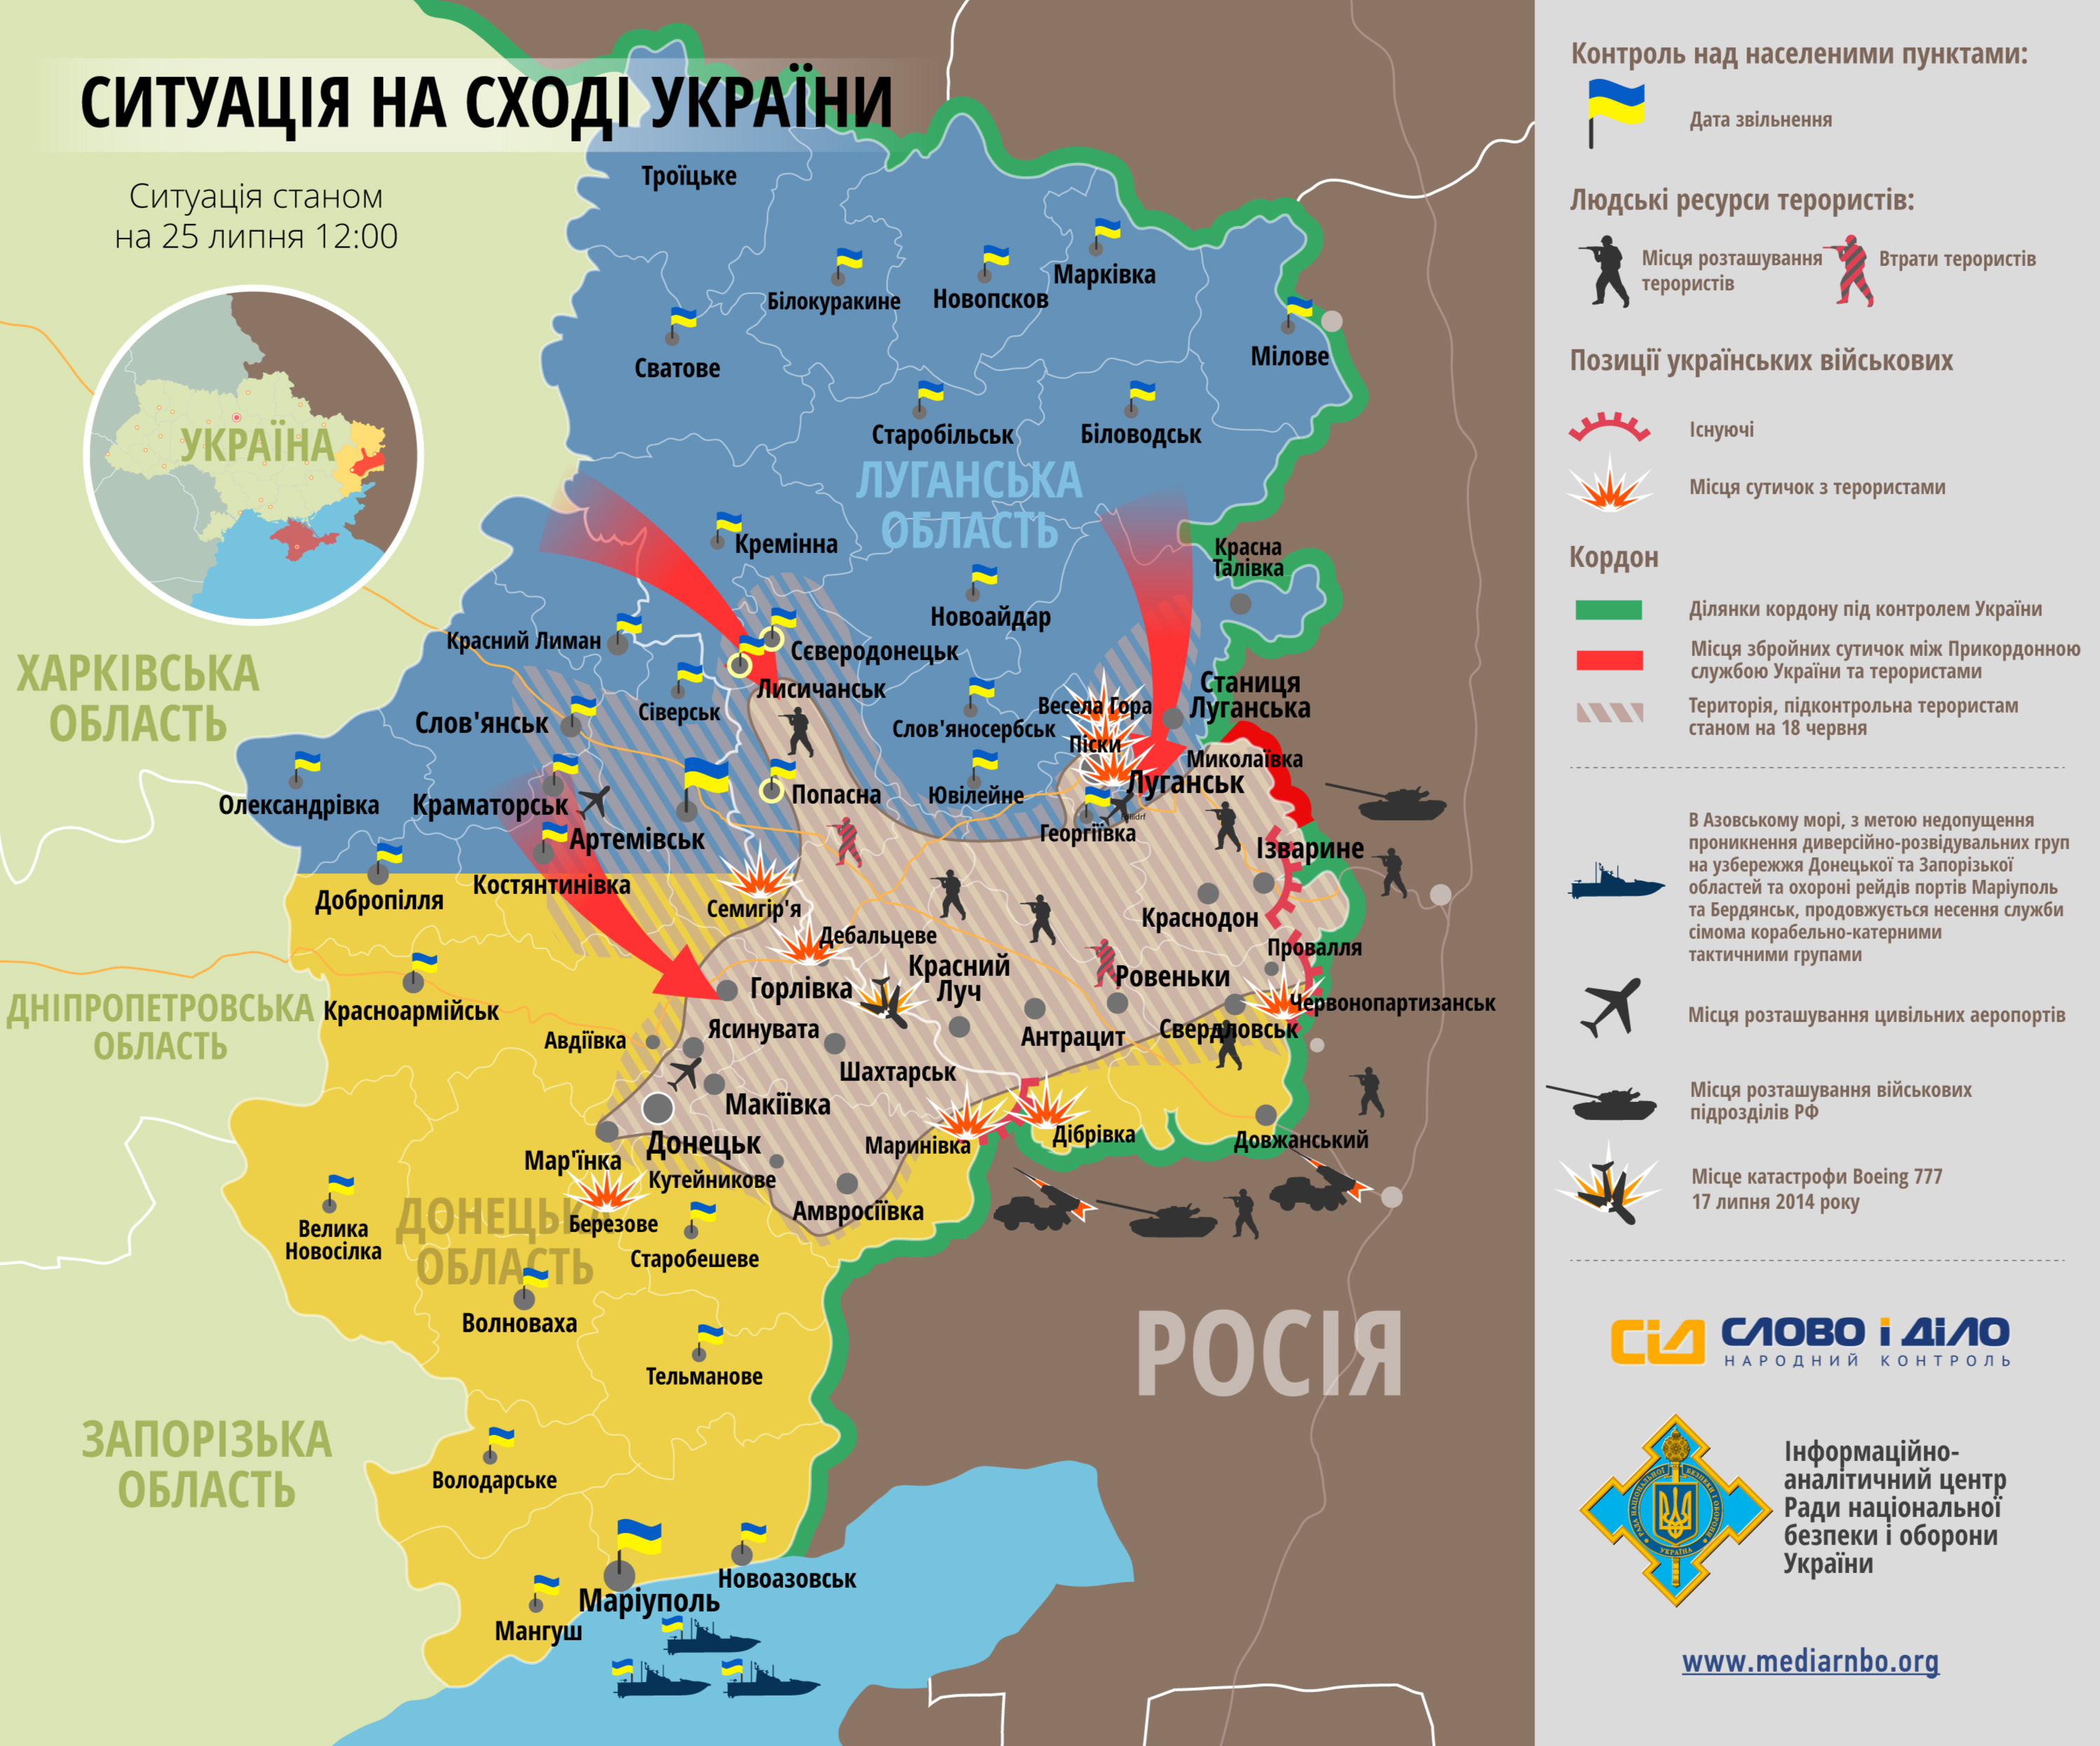 СИТУАЦІЯ НА СХОДІ УКРАЇНИ
Ситуація станом
на 25 липня 12:00
УКРАЇНА
ХАРКІВСЬКА
ОБЛАСТЬ
ДНІПРОПЕТРОВСЬКА
ОБЛАСТЬ
ЗАПОРІЗЬКА
ОБЛАСТЬ
ЛУГАНСЬКА
ОБЛАСТЬ
ДОНЕЦЬКА
ОБЛАСТЬ
РОСІЯ
Троїцьке
Білокуракине
Новопсков
Марківка
Мілове
Сватове
Старобільськ
Біловодськ
Кремінна
Красна
Талівка
Новоайдар
Красний Лиман
Сєверодонецьк
Лисичанськ
Сіверськ
Слов'янськ
Слов'яносербськ
Весела Гора
Станиця
Луганська
Піски
Миколаївка
Луганськ
Олександрівка
Краматорськ
Попасна
Ювілейне
Георгіївка
Артемівськ
Ізварине
Костянтинівка
Добропілля
Семигір'я
Краснодон
Дебальцеве
Провалля
Красний
Луч
Горлівка
Ровеньки
Червонопартизанськ
Красноармійськ
Авдіївка
Ясинувата
Антрацит
Свердловськ
Шахтарськ
Макіївка
Донецьк
Маринівка
Дібрівка
Довжанський
Мар'їнка
Кутейникове
Амвросіївка
Березове
Велика
Новосілка
Старобешеве
Волноваха
Тельманове
Володарське
Маріуполь
Новоазовськ
Мангуш
Контроль над населеними пунктами:
Дата звільнення
Людські ресурси терористів:
Місця розташування
терористів
Втрати терористів
Позиції українських військових
Існуючі
Місця сутичок з терористами
Кордон
Ділянки кордону під контролем України
Місця збройних сутичок між Прикордонною
службою України та терористами
Територія, підконтрольна терористам
станом на 18 червня
В Азовському морі, з метою недопущення
проникнення диверсійно-розвідувальних груп
на узбережжя Донецької та Запорізької
областей та охороні рейдів портів Маріуполь
та Бердянськ, продовжується несення служби
сімома корабельно-катерними
тактичними групами
Місця розташування цивільних аеропортів
Місця розташування військових
підрозділів РФ
Місце катастрофи Boeing 777
17 липня 2014 року
СІД СЛОВО і ДіЛО
НАРОДНИЙ КОНТРОЛЬ
Інформаційно-
аналітичний центр
Ради національної
безпеки і оборони
України
www.mediarnbo.org